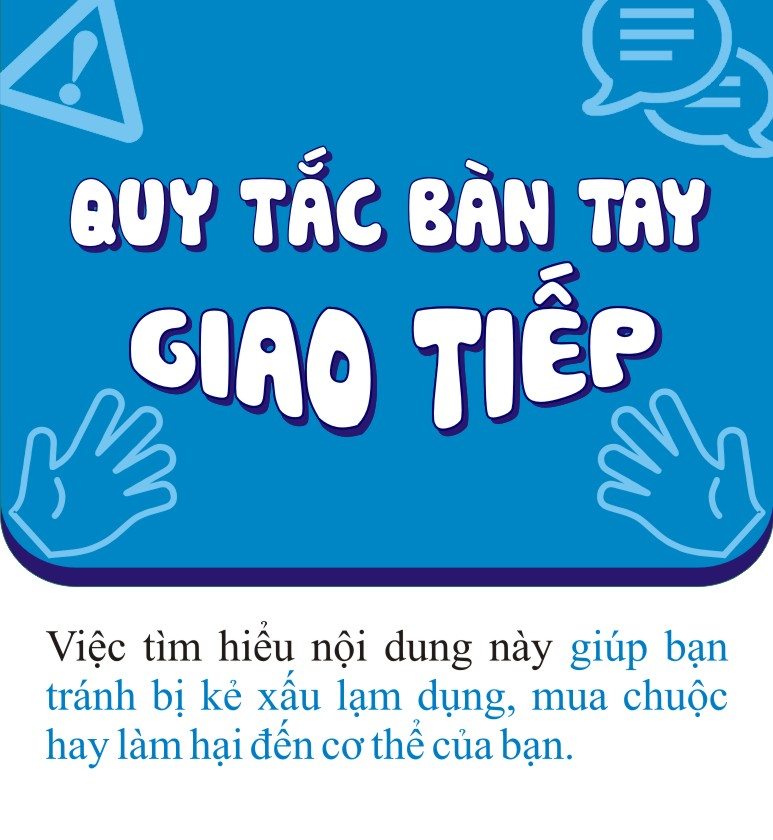 QUY TẮC BÀN TAY
GIAO TIẾP
Việc tìm hiểu nội dung này giúp bạn
tránh bị kẻ xấu lạm dụng, mua chuộc
hay làm hại đến cơ thể của bạn.